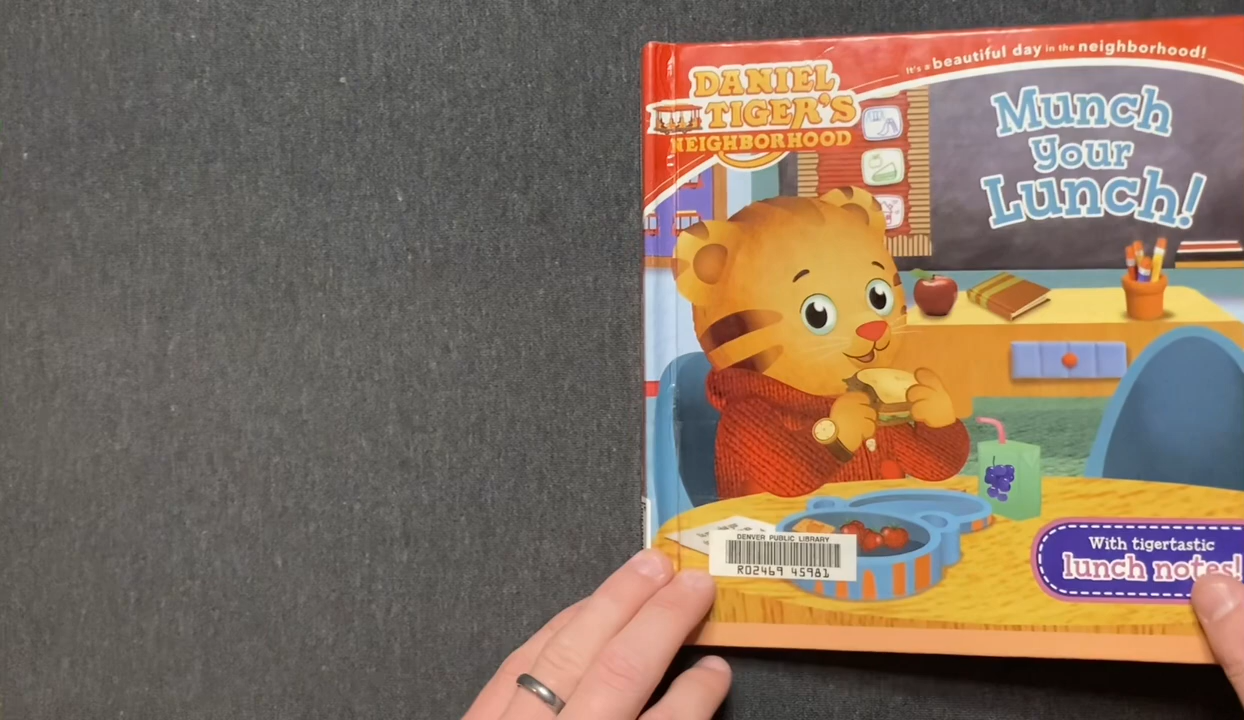 It's a beautiful day in the neighborhood!
DANIEL
TIGER'S
NEIGHBORHOOD
Munch
your
Lunch!
DENVER PUBLIC LIBRARY
R02469 45981
With tigertastic
lunch notes!